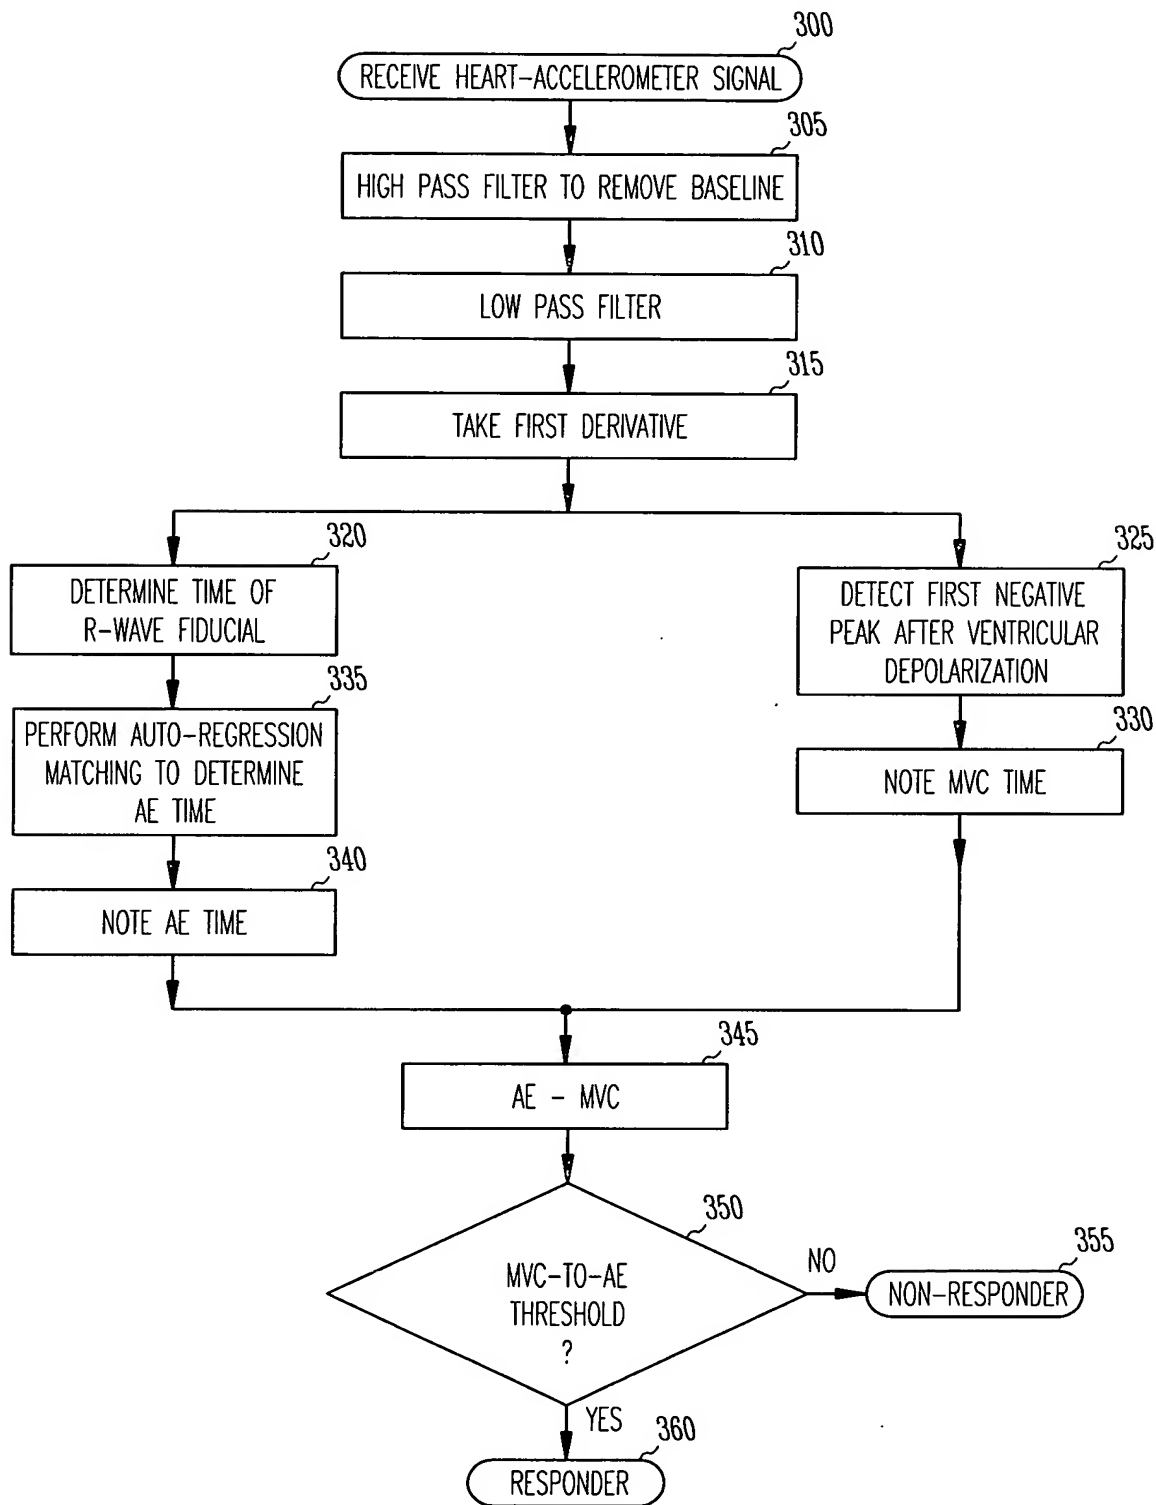 300
RECEIVE HEART-ACCELEROMETER SIGNAL
305
HIGH PASS FILTER TO REMOVE BASELINE
310
LOW PASS FILTER
315
TAKE FIRST DERIVATIVE
320
DETERMINE TIME OF
R-WAVE FIDUCIAL
335
PERFORM AUTO-REGRESSION
MATCHING TO DETERMINE
AE TIME
340
NOTE AE TIME
325
DETECT FIRST NEGATIVE
PEAK AFTER VENTRICULAR
DEPOLARIZATION
330
NOTE MVC TIME
345
AE - MVC
350
MVC-TO-AE
THRESHOLD
?
NO
355
NON-RESPONDER
YES
360
RESPONDER